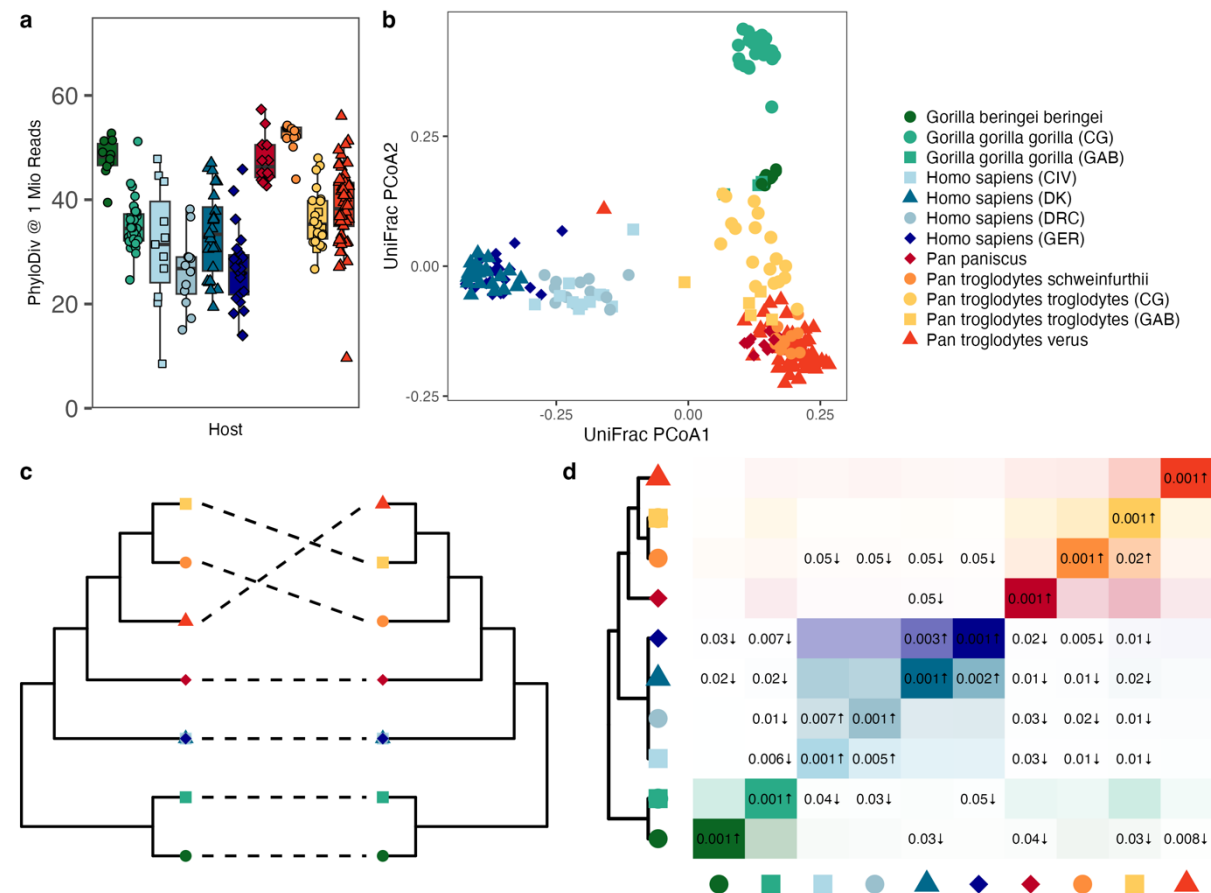 a
PhyloDiv @ 1 Mio Reads
60
40
20
0
Host
b
UniFrac PCoA2
0.25
0.00
-0.25
-0.25
0.00
0.25
UniFrac PCoA1
Gorilla beringei beringei
Gorilla gorilla gorilla (CG)
Gorilla gorilla gorilla (GAB)
Homo sapiens (CIV)
Homo sapiens (DK)
Homo sapiens (DRC)
Homo sapiens (GER)
Pan paniscus
Pan troglodytes schweinfurthii
Pan troglodytes troglodytes (CG)
Pan troglodytes troglodytes (GAB)
Pan troglodytes verus
c
d
0.001↑
0.001↑
0.05↓ 0.05↓ 0.05↓ 0.05↓ 0.001↑ 0.02↑
0.05↓ 0.001↑
0.03↓ 0.007↓ 0.003↑ 0.001↑ 0.02↓ 0.005↓ 0.01↓
0.02↓ 0.02↓ 0.001↑ 0.002↑ 0.01↓ 0.01↓ 0.02↓
0.01↓ 0.007↑ 0.001↑ 0.03↓ 0.02↓ 0.01↓
0.006↓ 0.001↑ 0.005↑ 0.03↓ 0.01↓ 0.01↓
0.001↑ 0.04↓ 0.03↓ 0.05↓
0.001↑ 0.03↓ 0.04↓ 0.03↓ 0.008↓